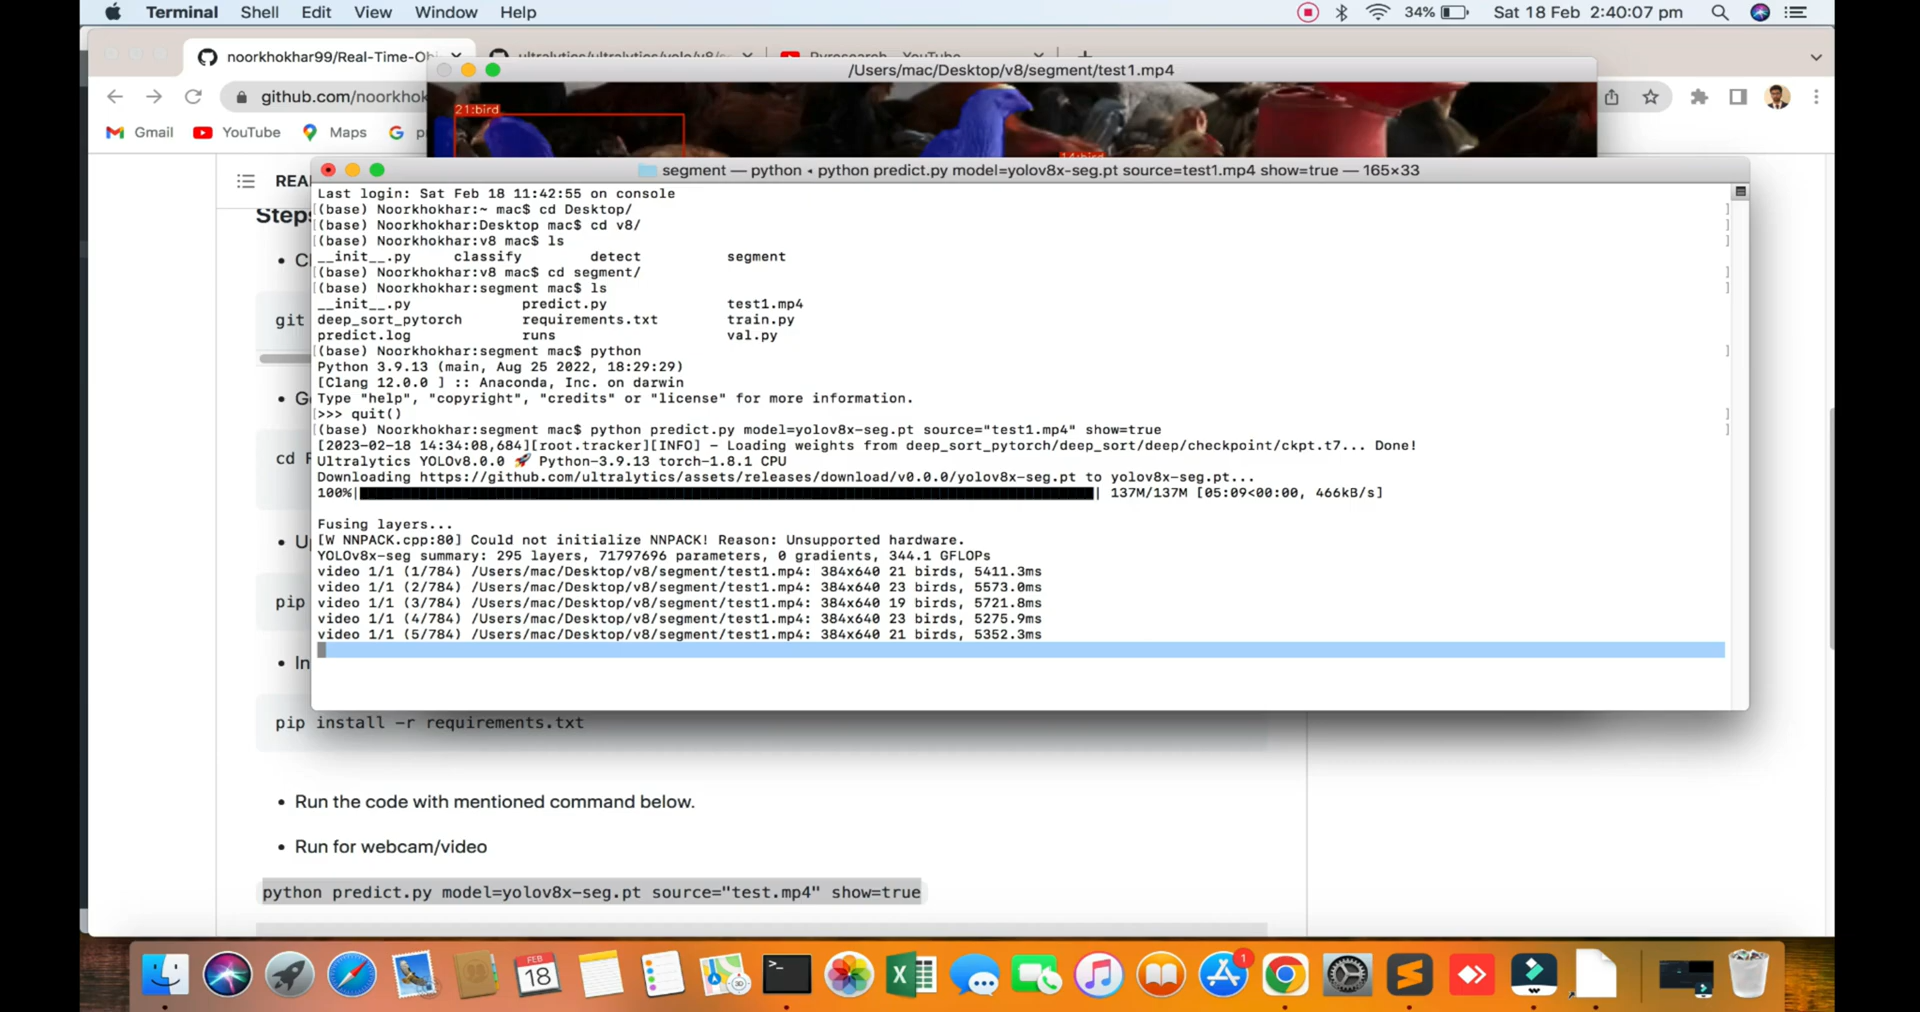 Terminal Shell Edit View Window Help 34% Sat 18 Feb 2:40:07 pm
noorkhokhar99/Real-Time-Ob
github.com/noorkhok
Gmail YouTube Maps
/Users/mac/Desktop/v8/segment/test1.mp4
21:bird
segment — python ◂ python predict.py model=yolov8x-seg.pt source=test1.mp4 show=true — 165×33
Last login: Sat Feb 18 11:42:55 on console
(base) Noorkhokhar:~ mac$ cd Desktop/
(base) Noorkhokhar:Desktop mac$ cd v8/
(base) Noorkhokhar:v8 mac$ ls
__init__.py classify detect segment
(base) Noorkhokhar:v8 mac$ cd segment/
(base) Noorkhokhar:segment mac$ ls
__init__.py predict.py test1.mp4
deep_sort_pytorch requirements.txt train.py
predict.log runs val.py
(base) Noorkhokhar:segment mac$ python
Python 3.9.13 (main, Aug 25 2022, 18:29:29)
[Clang 12.0.0 ] :: Anaconda, Inc. on darwin
Type "help", "copyright", "credits" or "license" for more information.
>>> quit()
(base) Noorkhokhar:segment mac$ python predict.py model=yolov8x-seg.pt source="test1.mp4" show=true
[2023-02-18 14:34:08,684][root.tracker][INFO] - Loading weights from deep_sort_pytorch/deep_sort/deep/checkpoint/ckpt.t7... Done!
Ultralytics YOLOv8.0.0 🚀 Python-3.9.13 torch-1.8.1 CPU
Downloading https://github.com/ultralytics/assets/releases/download/v0.0.0/yolov8x-seg.pt to yolov8x-seg.pt...
100%| | 137M/137M [05:09<00:00, 466kB/s]
Fusing layers...
[W NNPACK.cpp:80] Could not initialize NNPACK! Reason: Unsupported hardware.
YOLOv8x-seg summary: 295 layers, 71797696 parameters, 0 gradients, 344.1 GFLOPs
video 1/1 (1/784) /Users/mac/Desktop/v8/segment/test1.mp4: 384x640 21 birds, 5411.3ms
video 1/1 (2/784) /Users/mac/Desktop/v8/segment/test1.mp4: 384x640 23 birds, 5573.0ms
video 1/1 (3/784) /Users/mac/Desktop/v8/segment/test1.mp4: 384x640 19 birds, 5721.8ms
video 1/1 (4/784) /Users/mac/Desktop/v8/segment/test1.mp4: 384x640 23 birds, 5275.9ms
video 1/1 (5/784) /Users/mac/Desktop/v8/segment/test1.mp4: 384x640 21 birds, 5352.3ms
REA
Steps
git
cd
pip
In
pip install -r requirements.txt
• Run the code with mentioned command below.
• Run for webcam/video
python predict.py model=yolov8x-seg.pt source="test.mp4" show=true
FEB
18
1